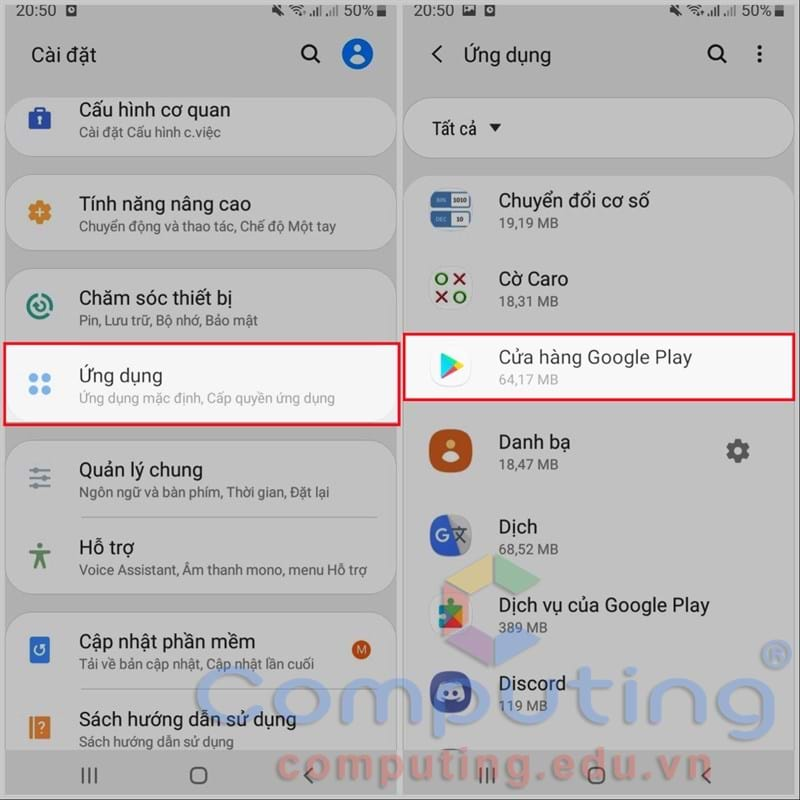 20:50
50%
Cài đặt
Cấu hình cơ quan
Cài đặt Cấu hình c.việc
Tính năng nâng cao
Chuyển động và thao tác, Chế độ Một tay
Chăm sóc thiết bị
Pin, Lưu trữ, Bộ nhớ, Bảo mật
Ứng dụng
Ứng dụng mặc định, Cấp quyền ứng dụng
Quản lý chung
Ngôn ngữ và bàn phím, Thời gian, Đặt lại
Hỗ trợ
Voice Assistant, Âm thanh mono, menu Hỗ trợ
Cập nhật phần mềm
M
Tải về bản cập nhật, Cập nhật lần cuối
Sách hướng dẫn sử dụng
Sách hướng dẫn sử dụng
20:50
50%
Ứng dụng
Tất cả
BIN 1010
DEC 10
Chuyển đổi cơ số
19,19 MB
Cờ Caro
18,31 MB
Cửa hàng Google Play
64,17 MB
Danh bạ
18,47 MB
G文
Dịch
68,52 MB
Dịch vụ của Google Play
389 MB
Discord
119 MB
Computing®
computing.edu.vn